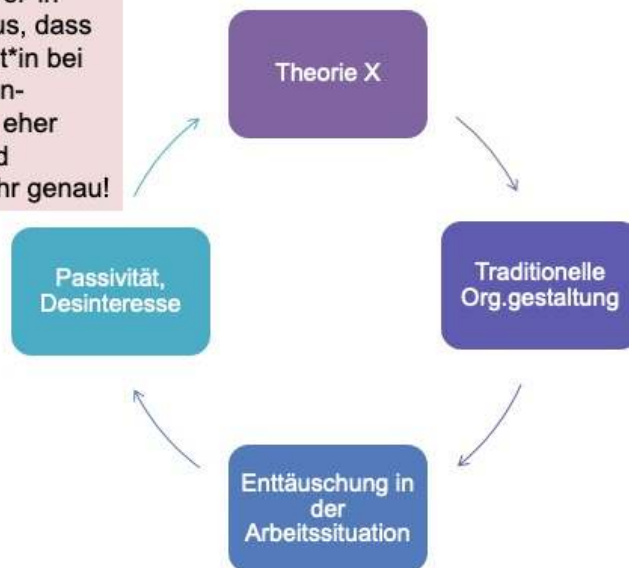 us, dass
t*in bei
n-
eher
d
hr genau!
Theorie X
Traditionelle
Org.gestaltung
Enttäuschung in
der
Arbeitssituation
Passivität,
Desinteresse